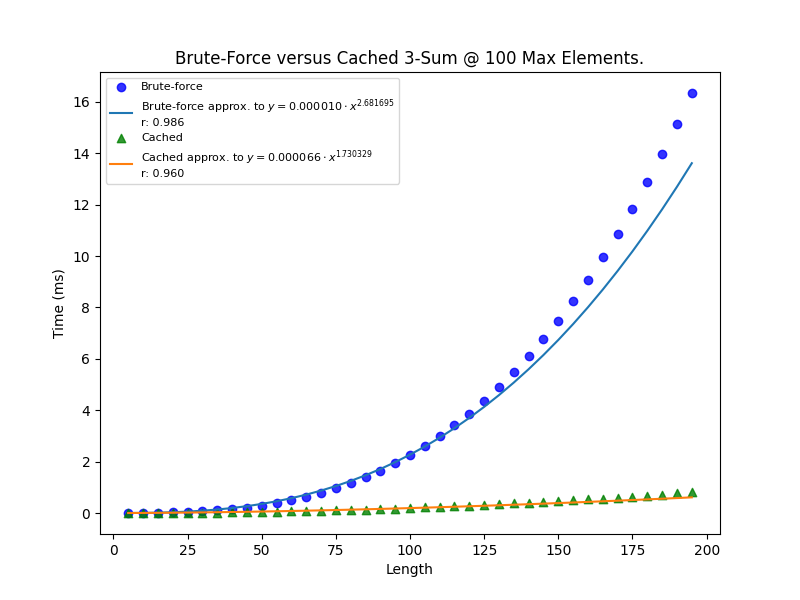 Brute-Force versus Cached 3-Sum @ 100 Max Elements.
Brute-force
Brute-force approx. to y = 0.000010 · x^2.681695
r: 0.986
Cached
Cached approx. to y = 0.000066 · x^1.730329
r: 0.960
16
14
12
10
8
6
4
2
0
Time (ms)
0 25 50 75 100 125 150 175 200
Length